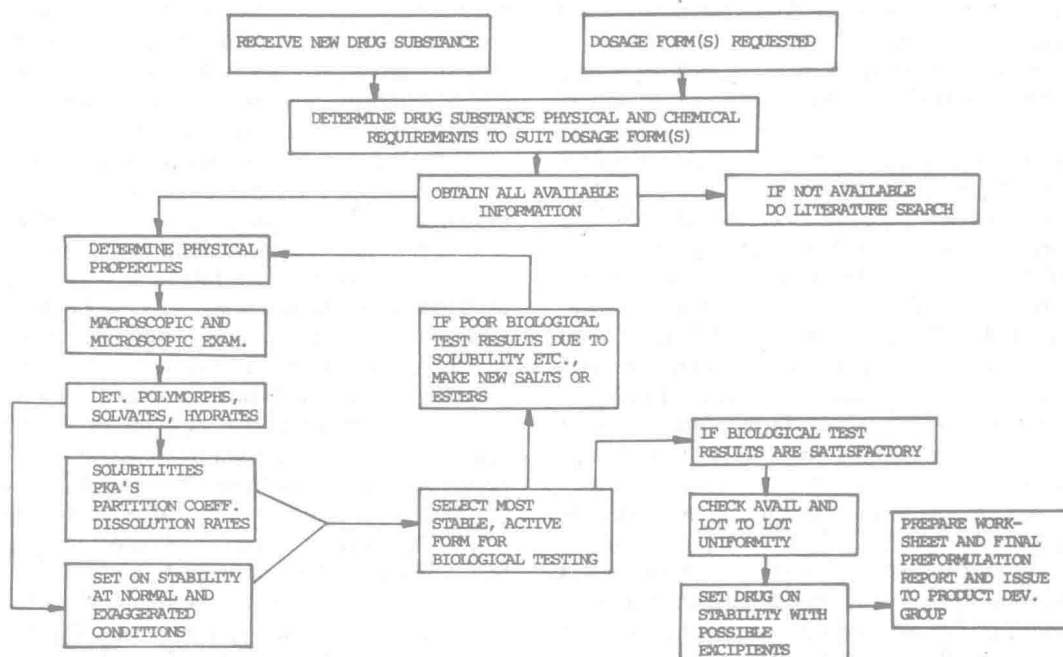 RECEIVE NEW DRUG SUBSTANCE
DOSAGE FORM(S) REQUESTED
DETERMINE DRUG SUBSTANCE PHYSICAL AND CHEMICAL
REQUIREMENTS TO SUIT DOSAGE FORM(S)
OBTAIN ALL AVAILABLE
INFORMATION
IF NOT AVAILABLE
DO LITERATURE SEARCH
DETERMINE PHYSICAL
PROPERTIES
MACROSCOPIC AND
MICROSCOPIC EXAM.
DET. POLYMORPHS,
SOLVATES, HYDRATES
SOLUBILITIES
PKA'S
PARTITION COEFF.
DISSOLUTION RATES
SET ON STABILITY
AT NORMAL AND
EXAGGERATED
CONDITIONS
IF POOR BIOLOGICAL
TEST RESULTS DUE TO
SOLUBILITY ETC.,
MAKE NEW SALTS OR
ESTERS
SELECT MOST
STABLE, ACTIVE
FORM FOR
BIOLOGICAL TESTING
IF BIOLOGICAL TEST
RESULTS ARE SATISFACTORY
CHECK AVAIL AND
LOT TO LOT
UNIFORMITY
SET DRUG ON
STABILITY WITH
POSSIBLE
EXCIPIENTS
PREPARE WORK-
SHEET AND FINAL
PREFORMULATION
REPORT AND ISSUE
TO PRODUCT DEV.
GROUP